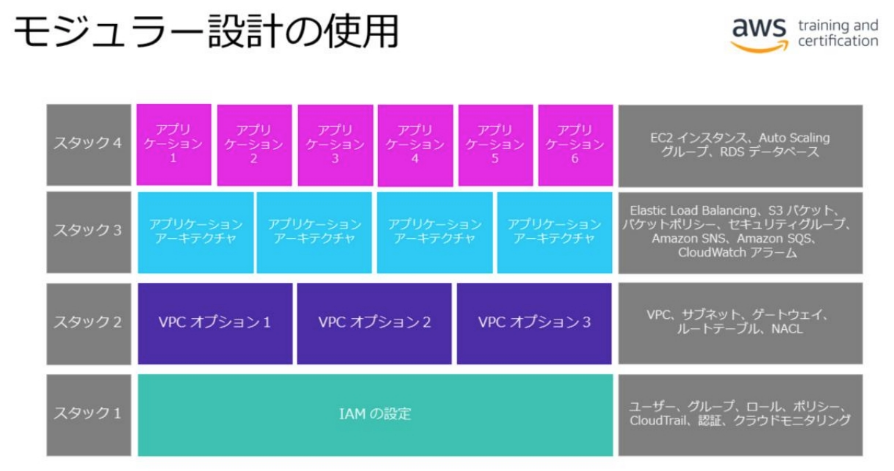 モジュラー設計の使用
aws training and
certification
スタック 4
アプリ
ケーション
1
アプリ
ケーション
2
アプリ
ケーション
3
アプリ
ケーション
4
アプリ
ケーション
5
アプリ
ケーション
6
EC2 インスタンス、Auto Scaling
グループ、RDS データベース
スタック 3
アプリケーション
アーキテクチャ
アプリケーション
アーキテクチャ
アプリケーション
アーキテクチャ
アプリケーション
アーキテクチャ
Elastic Load Balancing、S3 バケット、
バケットポリシー、セキュリティグループ、
Amazon SNS、Amazon SQS、
CloudWatch アラーム
スタック 2
VPC オプション 1
VPC オプション 2
VPC オプション 3
VPC、サブネット、ゲートウェイ、
ルートテーブル、NACL
スタック 1
IAM の設定
ユーザー、グループ、ロール、ポリシー、
CloudTrail、認証、クラウドモニタリング